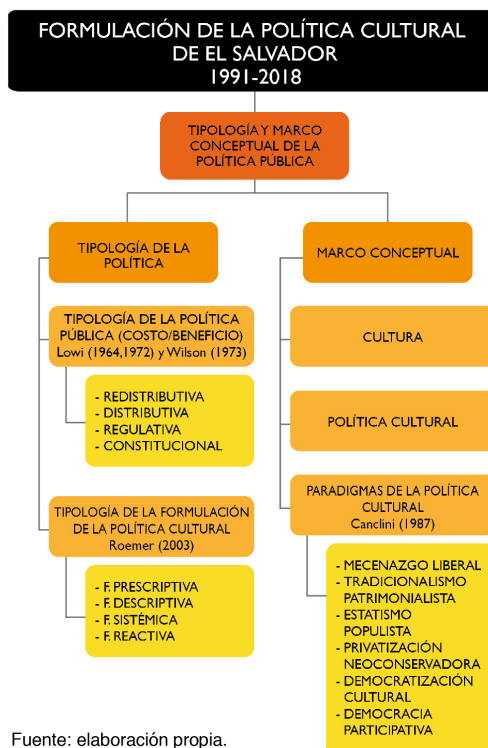 FORMULACIÓN DE LA POLÍTICA CULTURAL
DE EL SALVADOR
1991-2018
TIPOLOGÍA Y MARCO
CONCEPTUAL DE LA
POLÍTICA PÚBLICA
TIPOLOGÍA DE LA
POLÍTICA
TIPOLOGÍA DE LA POLÍTICA
PÚBLICA (COSTO/BENEFICIO)
Lowi (1964,1972) y Wilson (1973)
- REDISTRIBUTIVA
- DISTRIBUTIVA
- REGULATIVA
- CONSTITUCIONAL
TIPOLOGÍA DE LA FORMULACIÓN
DE LA POLÍTICA CULTURAL
Roemer (2003)
- F. PRESCRIPTIVA
- F. DESCRIPTIVA
- F. SISTÉMICA
- F. REACTIVA
MARCO CONCEPTUAL
CULTURA
POLÍTICA CULTURAL
PARADIGMAS DE LA POLÍTICA
CULTURAL
Canclini (1987)
- MECENAZGO LIBERAL
- TRADICIONALISMO
PATRIMONIALISTA
- ESTATISMO
POPULISTA
- PRIVATIZACIÓN
NEOCONSERVADORA
- DEMOCRATIZACIÓN
CULTURAL
- DEMOCRACIA
PARTICIPATIVA
Fuente: elaboración propia.